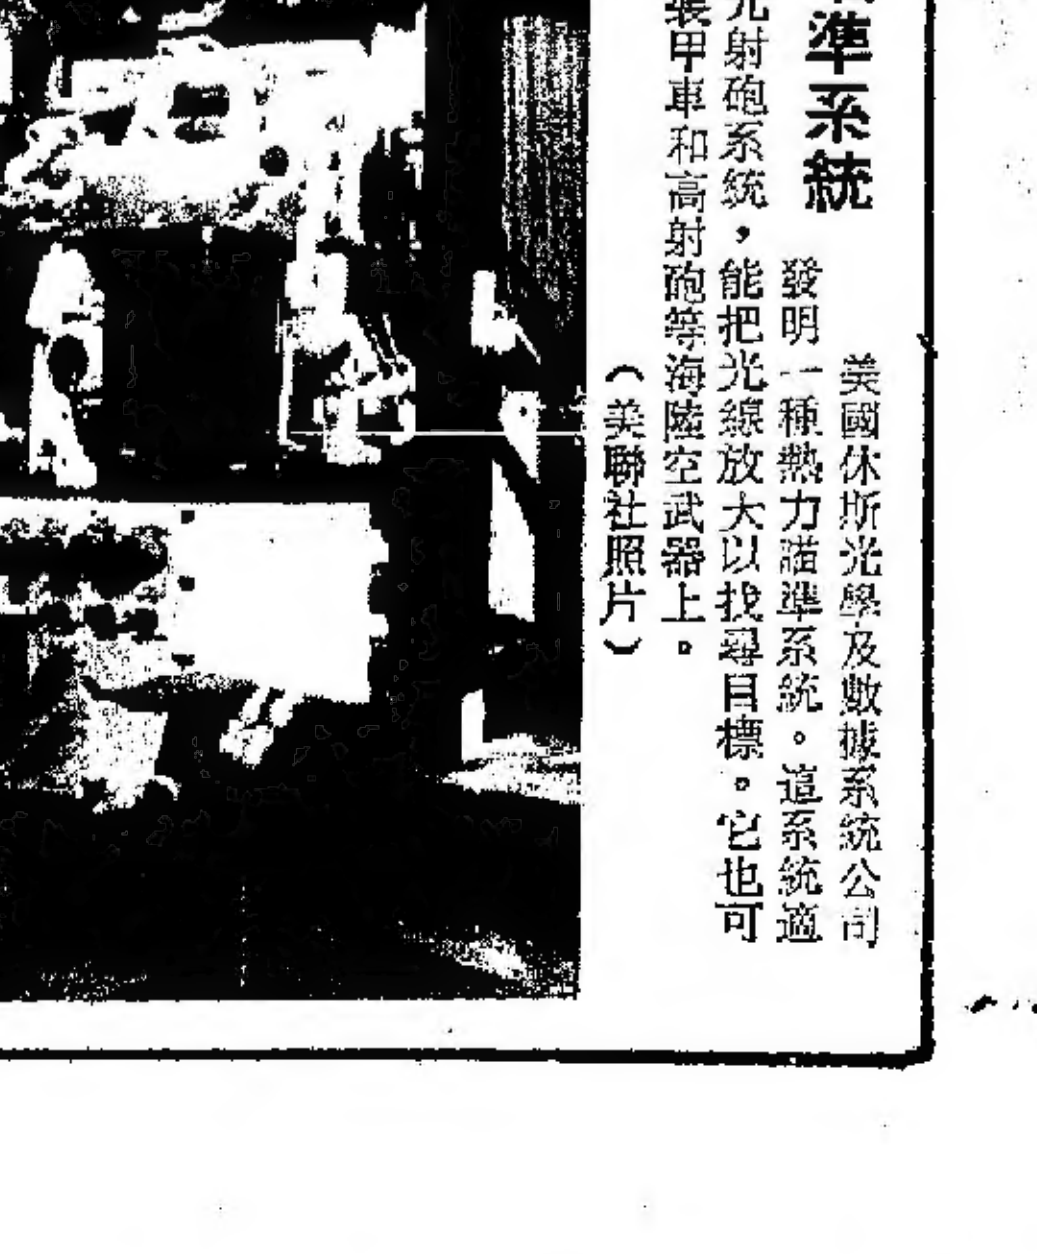 準系統
美國休斯光學及數據系統公司
發明一種熱力瞄準系統。這系統適
光射砲系統，能把光線放大以找尋目標。它也可
裝甲車和高射砲等海陸空武器上。
（美聯社照片）